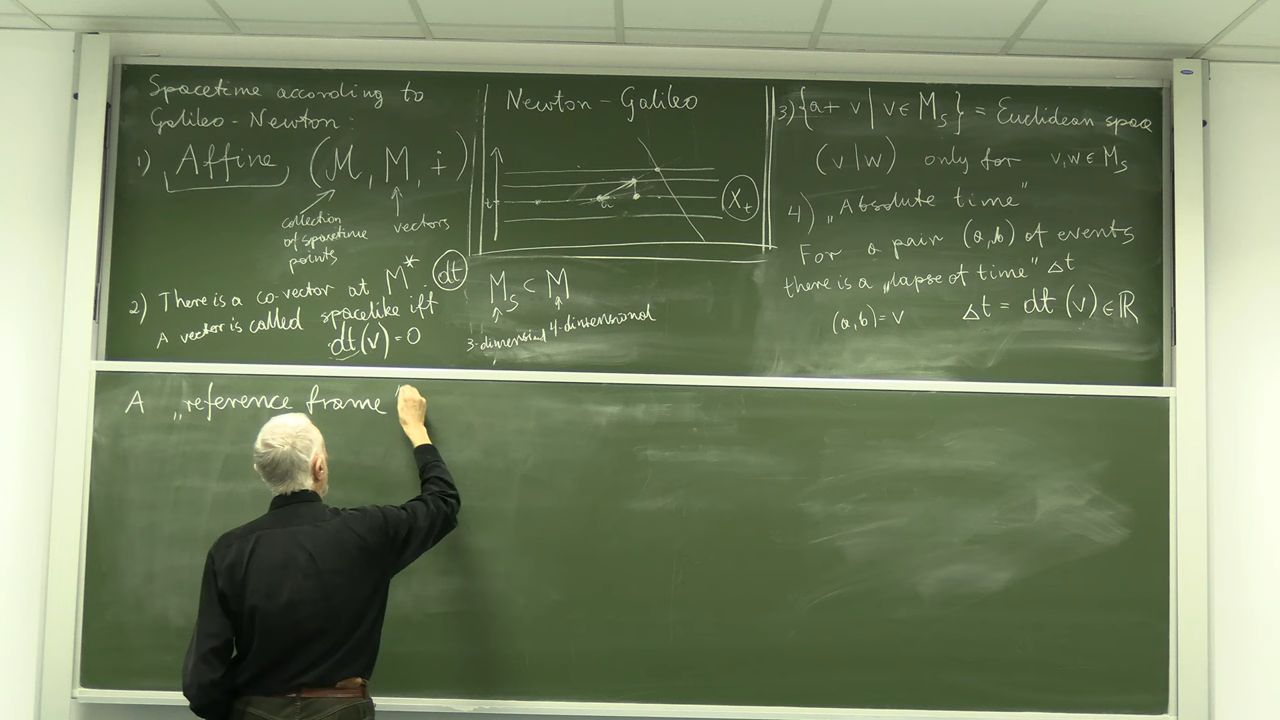 Spacetime according to
Galileo-Newton:
1) Affine (M, M, +)
collection
of spacetime
points
vectors
2) There is a co-vector at M* . dt
A vector is called spacelike iff
dt(v)=0
Newton - Galileo
t
a
X_t
M_S ⊂ M
3-dimensional
4-dimensional
3) {a+v | v∈M_S} = Euclidean space
(v|w) only for v,w∈M_S
4) „Absolute time"
For a pair (a,b) of events
there is a „lapse of time" Δt
(a,b)=v Δt = dt(v)∈ℝ
A „reference frame"